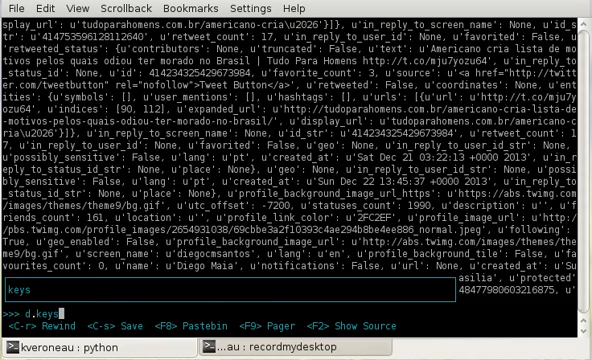 File Edit View Scrollback Bookmarks Settings Help
splay_url': u'tudoparahomens.com.br/americano-cria\u2026'}]}, u'in_reply_to_screen_name': None, u'id_s
tr': u'414753596128112640', u'retweet_count': 17, u'in_reply_to_user_id': None, u'favorited': False, u
'retweeted_status': {u'contributors': None, u'truncated': False, u'text': u'Americano cria lista de mo
tivos pelos quais odiou ter morado no Brasil | Tudo Para Homens http://t.co/mju7yozu64', u'in_reply_to
_status_id': None, u'id': 414234325429673984, u'favorite_count': 3, u'source': u'<a href="http://twitt
er.com/tweetbutton" rel="nofollow">Tweet Button</a>', u'retweeted': False, u'coordinates': None, u'ent
ities': {u'symbols': [], u'user_mentions': [], u'hashtags': [], u'urls': [{u'url': u'http://t.co/mju7y
ozu64', u'indices': [90, 112], u'expanded_url': u'http://tudoparahomens.com.br/americano-cria-lista-de
-motivos-pelos-quais-odiou-ter-morado-no-brasil/', u'display_url': u'tudoparahomens.com.br/americano-c
ria\u2026'}]}, u'in_reply_to_screen_name': None, u'id_str': u'414234325429673984', u'retweet_count': 1
7, u'in_reply_to_user_id': None, u'favorited': False, u'geo': None, u'in_reply_to_user_id_str': None,
u'possibly_sensitive': False, u'lang': u'pt', u'created_at': u'Sat Dec 21 03:22:13 +0000 2013', u'in_r
eply_to_status_id_str': None, u'place': None}, u'geo': None, u'in_reply_to_user_id_str': None, u'possi
bly_sensitive': False, u'lang': u'pt', u'created_at': u'Sun Dec 22 13:45:37 +0000 2013', u'in_reply_to
_status_id_str': None, u'place': None}, u'profile_background_image_url_https': u'https://abs.twimg.com
/images/themes/theme9/bg.gif', u'utc_offset': -7200, u'statuses_count': 1990, u'description': u'', u'f
riends_count': 161, u'location': u'', u'profile_link_color': u'2FC2EF', u'profile_image_url': u'http:/
/pbs.twimg.com/profile_images/2654931038/69cbbe3a2f10393c4ae294b8be4ee886_normal.jpeg', u'following':
True, u'geo_enabled': False, u'profile_background_image_url': u'http://abs.twimg.com/images/themes/the
me9/bg.gif', u'screen_name': u'diegocmsantos', u'lang': u'en', u'profile_background_tile': False, u'fa
vourites_count': 0, u'name': u'Diego Maia', u'notifications': False, u'url': None, u'created_at': u'Su
asilia', u'protected'
keys
48477980603216875, u'
>>> d.keys
<C-r> Rewind <C-s> Save <F8> Pastebin <F9> Pager <F2> Show Source
kveroneau : python
...au : recordmydesktop